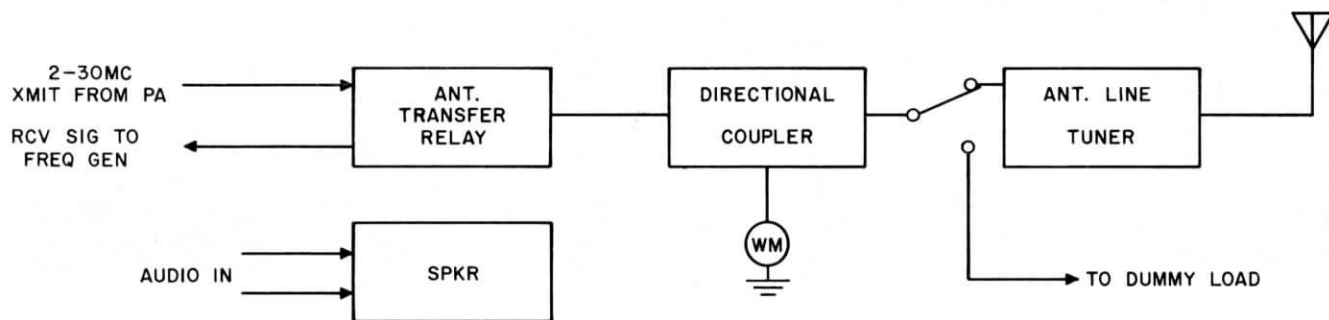 2-30MC
XMIT FROM PA
RCV SIG TO
FREQ GEN
ANT.
TRANSFER
RELAY
DIRECTIONAL
COUPLER
ANT. LINE
TUNER
WM
AUDIO IN
SPKR
TO DUMMY LOAD